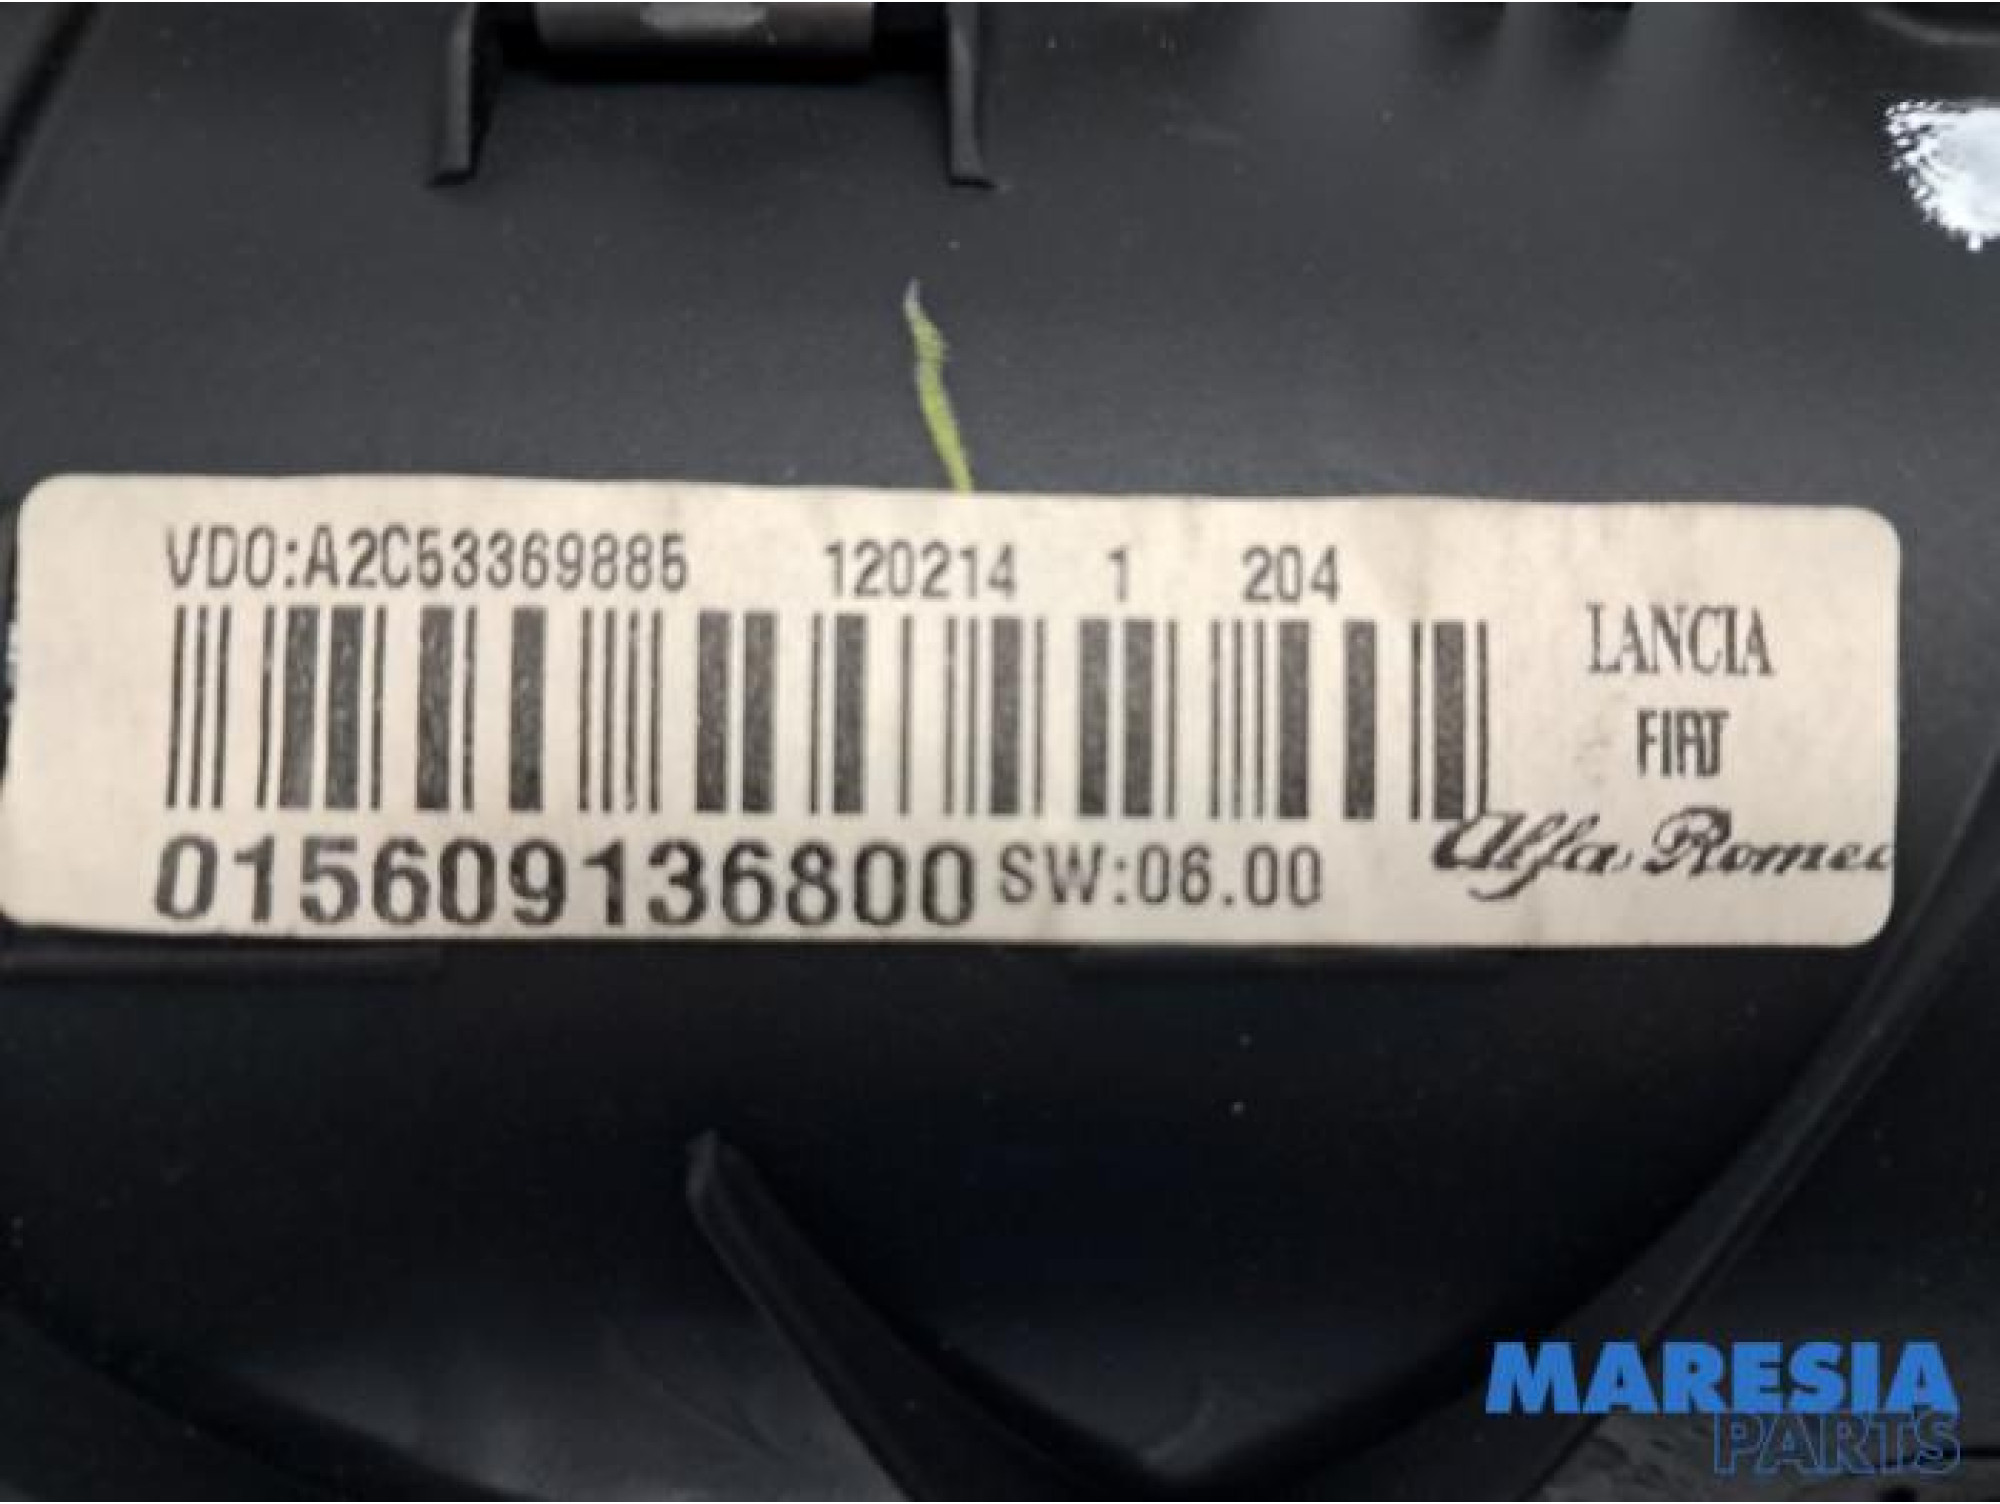 VDO:A2C53369885 120214 1 204
LANCIA
FIAT
Alfa Romeo
015609136800 SW:06.00
MARESIA
PARTS